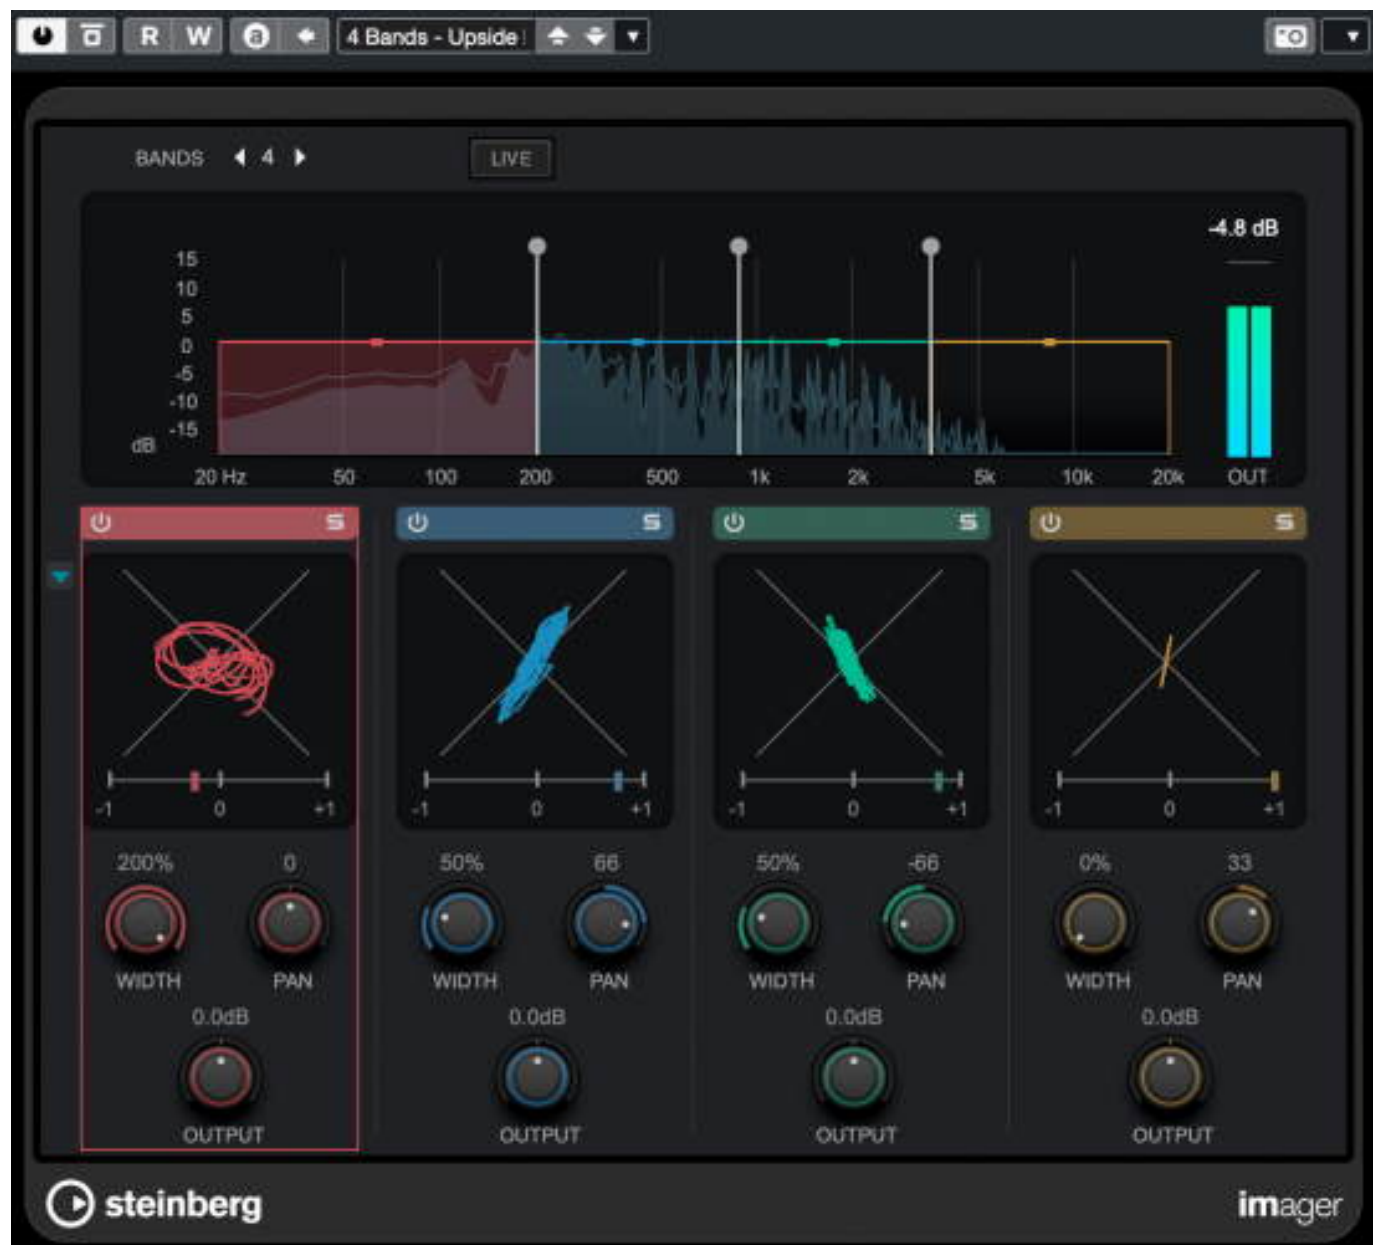 R W a 4 Bands - Upside
BANDS 4 LIVE
-4.8 dB
15
10
5
0
-5
-10
-15
dB
20 Hz 50 100 200 500 1k 2k 5k 10k 20k OUT
S S S S
-1 0 +1 -1 0 +1 -1 0 +1 -1 0 +1
200% 0 50% 66 50% -66 0% 33
WIDTH PAN WIDTH PAN WIDTH PAN WIDTH PAN
0.0dB 0.0dB 0.0dB 0.0dB
OUTPUT OUTPUT OUTPUT OUTPUT
steinberg imager